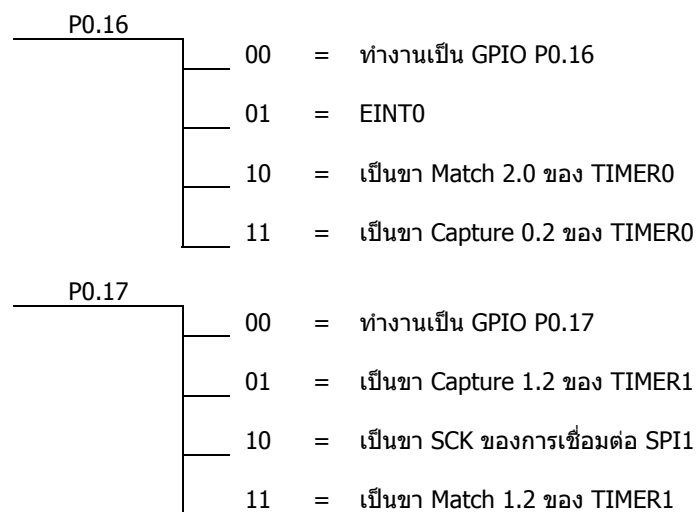 P0.16
00 = ทำงานเป็น GPIO P0.16
01 = EINT0
10 = เป็นขา Match 2.0 ของ TIMER0
11 = เป็นขา Capture 0.2 ของ TIMER0
P0.17
00 = ทำงานเป็น GPIO P0.17
01 = เป็นขา Capture 1.2 ของ TIMER1
10 = เป็นขา SCK ของการเชื่อมต่อ SPI1
11 = เป็นขา Match 1.2 ของ TIMER1